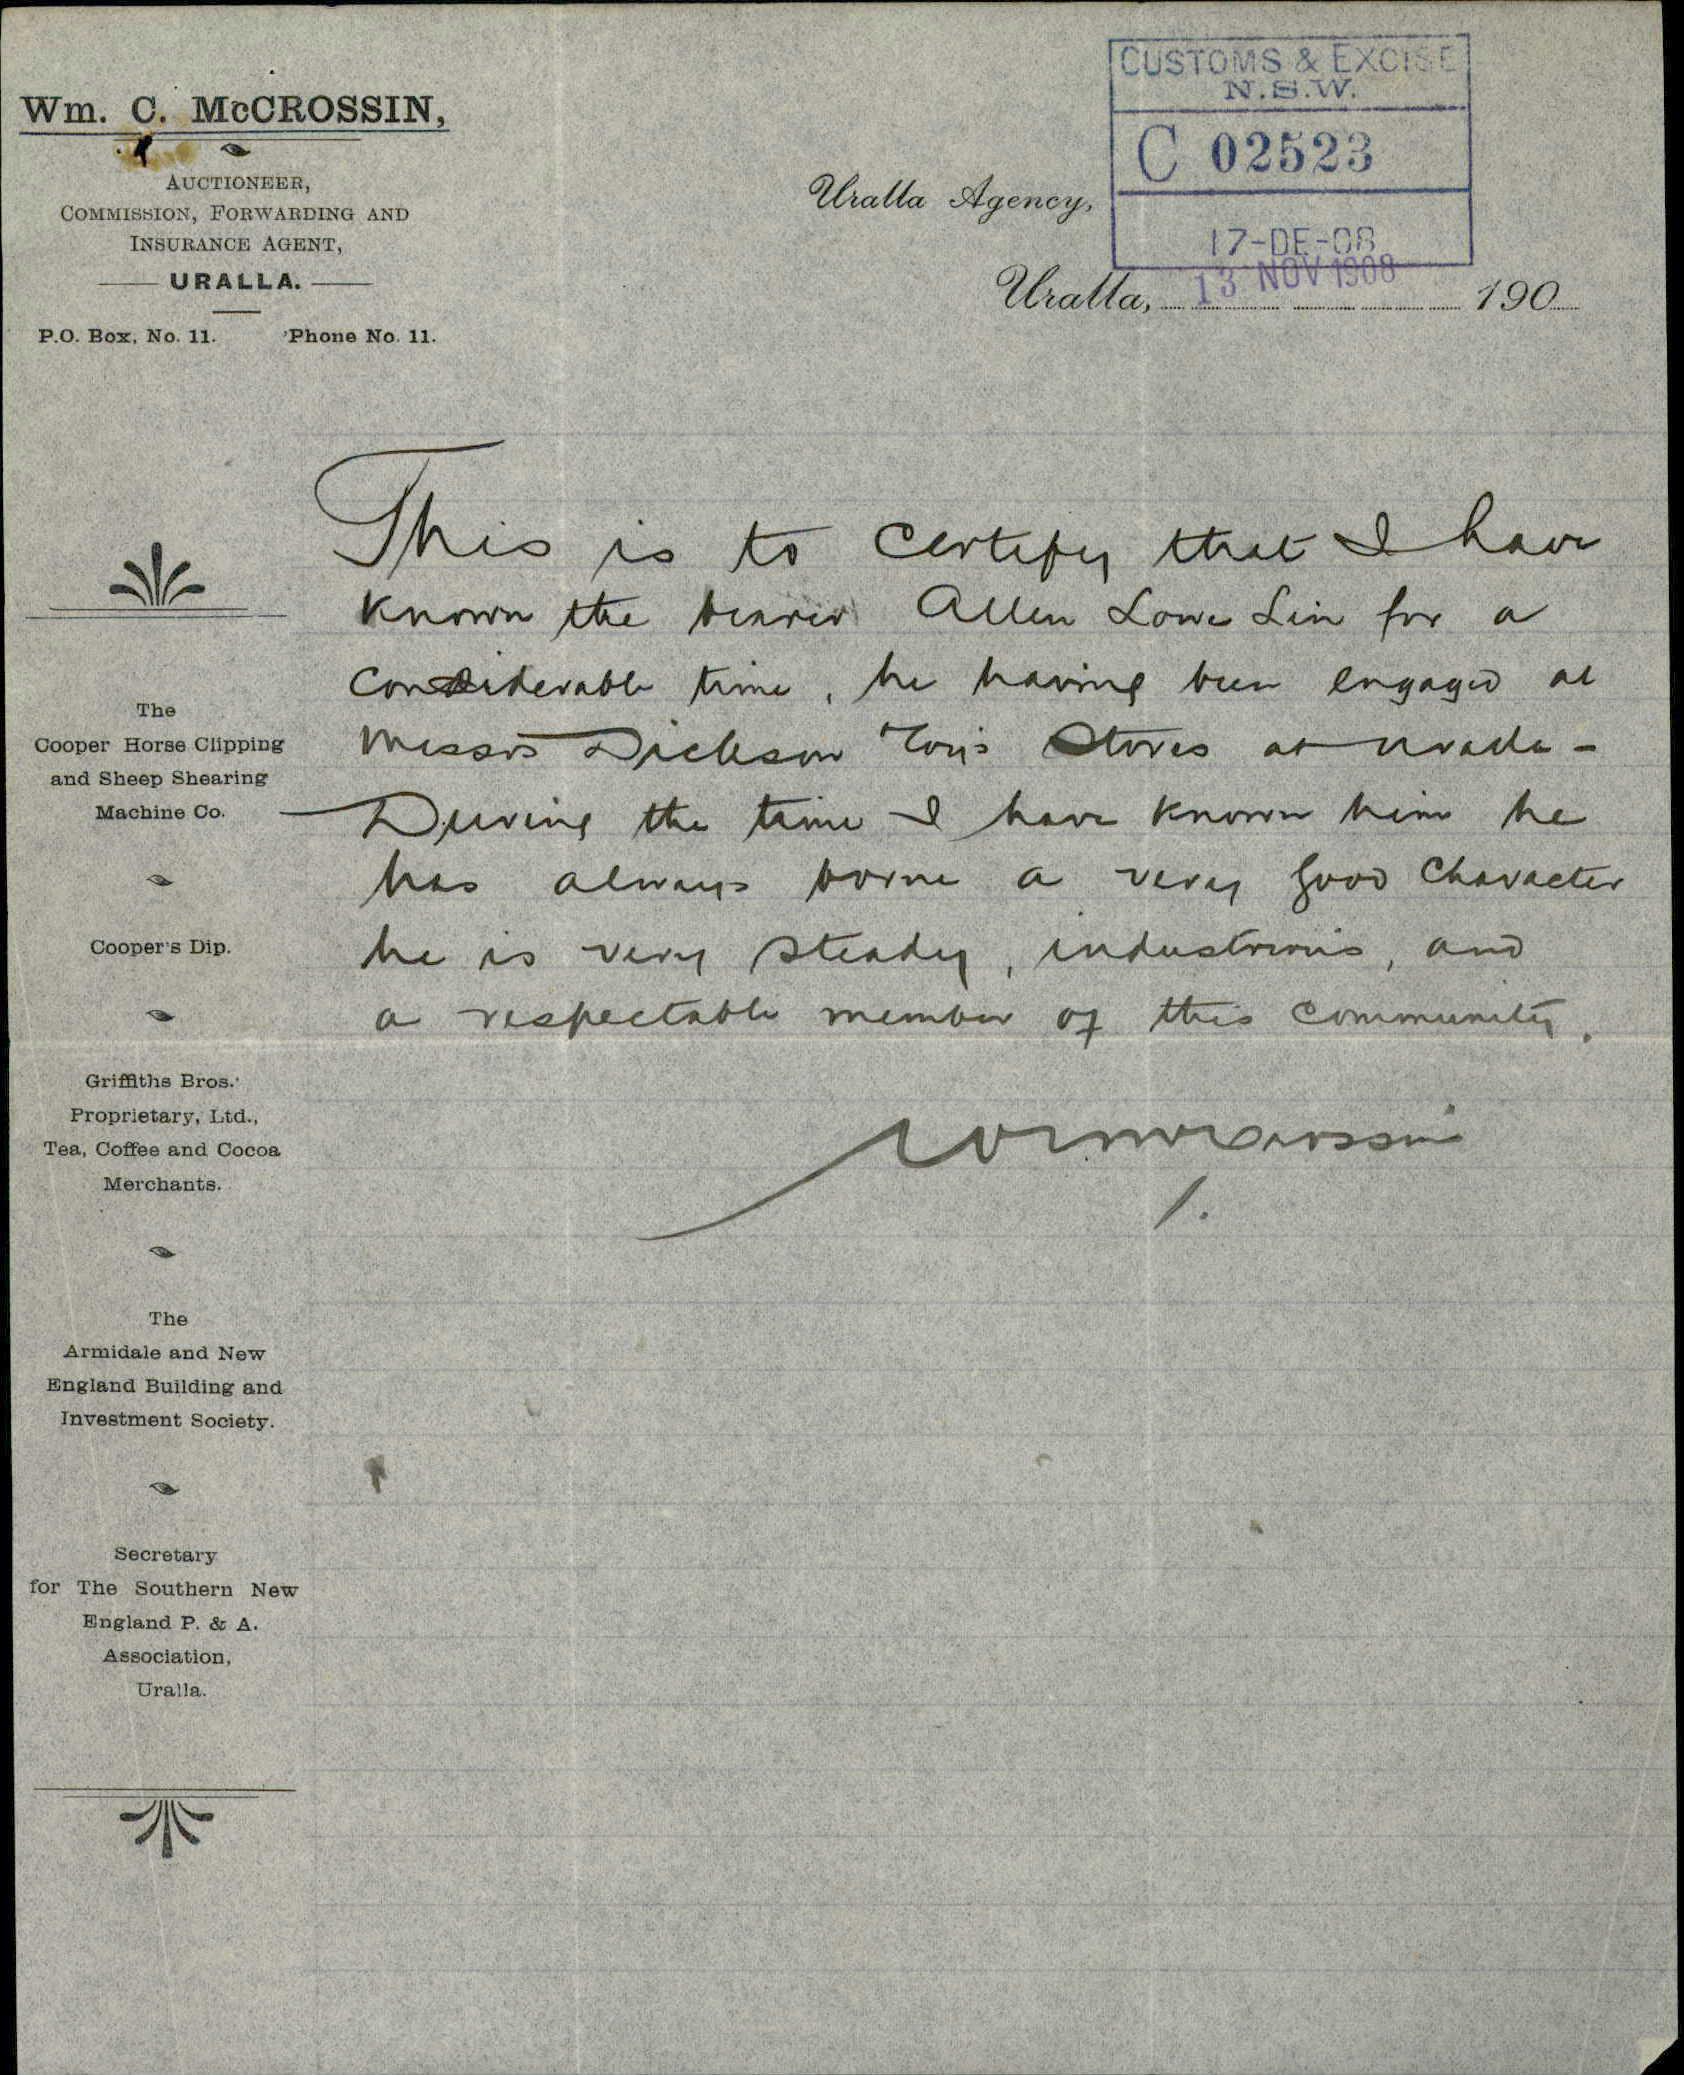 Wm. C. McCROSSIN,
AUCTIONEER,
COMMISSION, FORWARDING AND
INSURANCE AGENT,
URALLA.
P.O. Box, No. 11. 'Phone No. 11.
CUSTOMS & EXCISE
N.S.W.
C 02523
17-DE-08
Uralla Agency,
13 NOV 1908
Uralla, 190
This is to certify that I have
known the bearer Allen Lowe Lin for a
considerable time, he having been engaged at
Messrs Dickson Stores at Uralla -
During the time I have known him he
has always borne a very good character
he is very steady, industrious, and
a respectable member of this community.
The
Cooper Horse Clipping
and Sheep Shearing
Machine Co.
Cooper's Dip.
Griffiths Bros.'
Proprietary, Ltd.,
Tea, Coffee and Cocoa
Merchants.
The
Armidale and New
England Building and
Investment Society.
Secretary
for The Southern New
England P. & A.
Association,
Uralla.